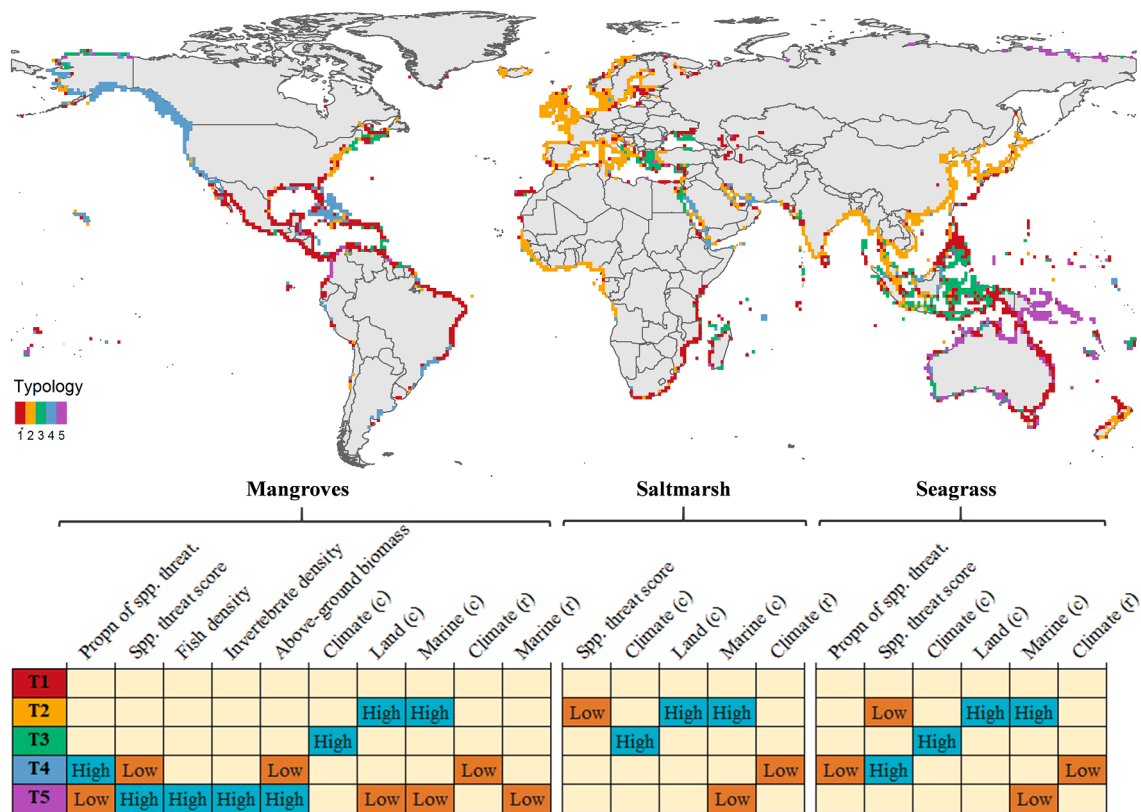 Typology
1 2 3 4 5
Mangroves Saltmarsh Seagrass
Propn of spp. threat. Spp. threat score Fish density Invertebrate density Above-ground biomass Climate (c) Land (c) Marine (c) Climate (r) Marine (r) Spp. threat score Climate (c) Land (c) Marine (c) Climate (r) Propn of spp. threat. Spp. threat score Climate (c) Land (c) Marine (c) Climate (r)
T1
T2 High High Low High High Low High High
T3 High High High
T4 High Low Low Low Low Low High Low
T5 Low High High High High Low Low Low Low Low